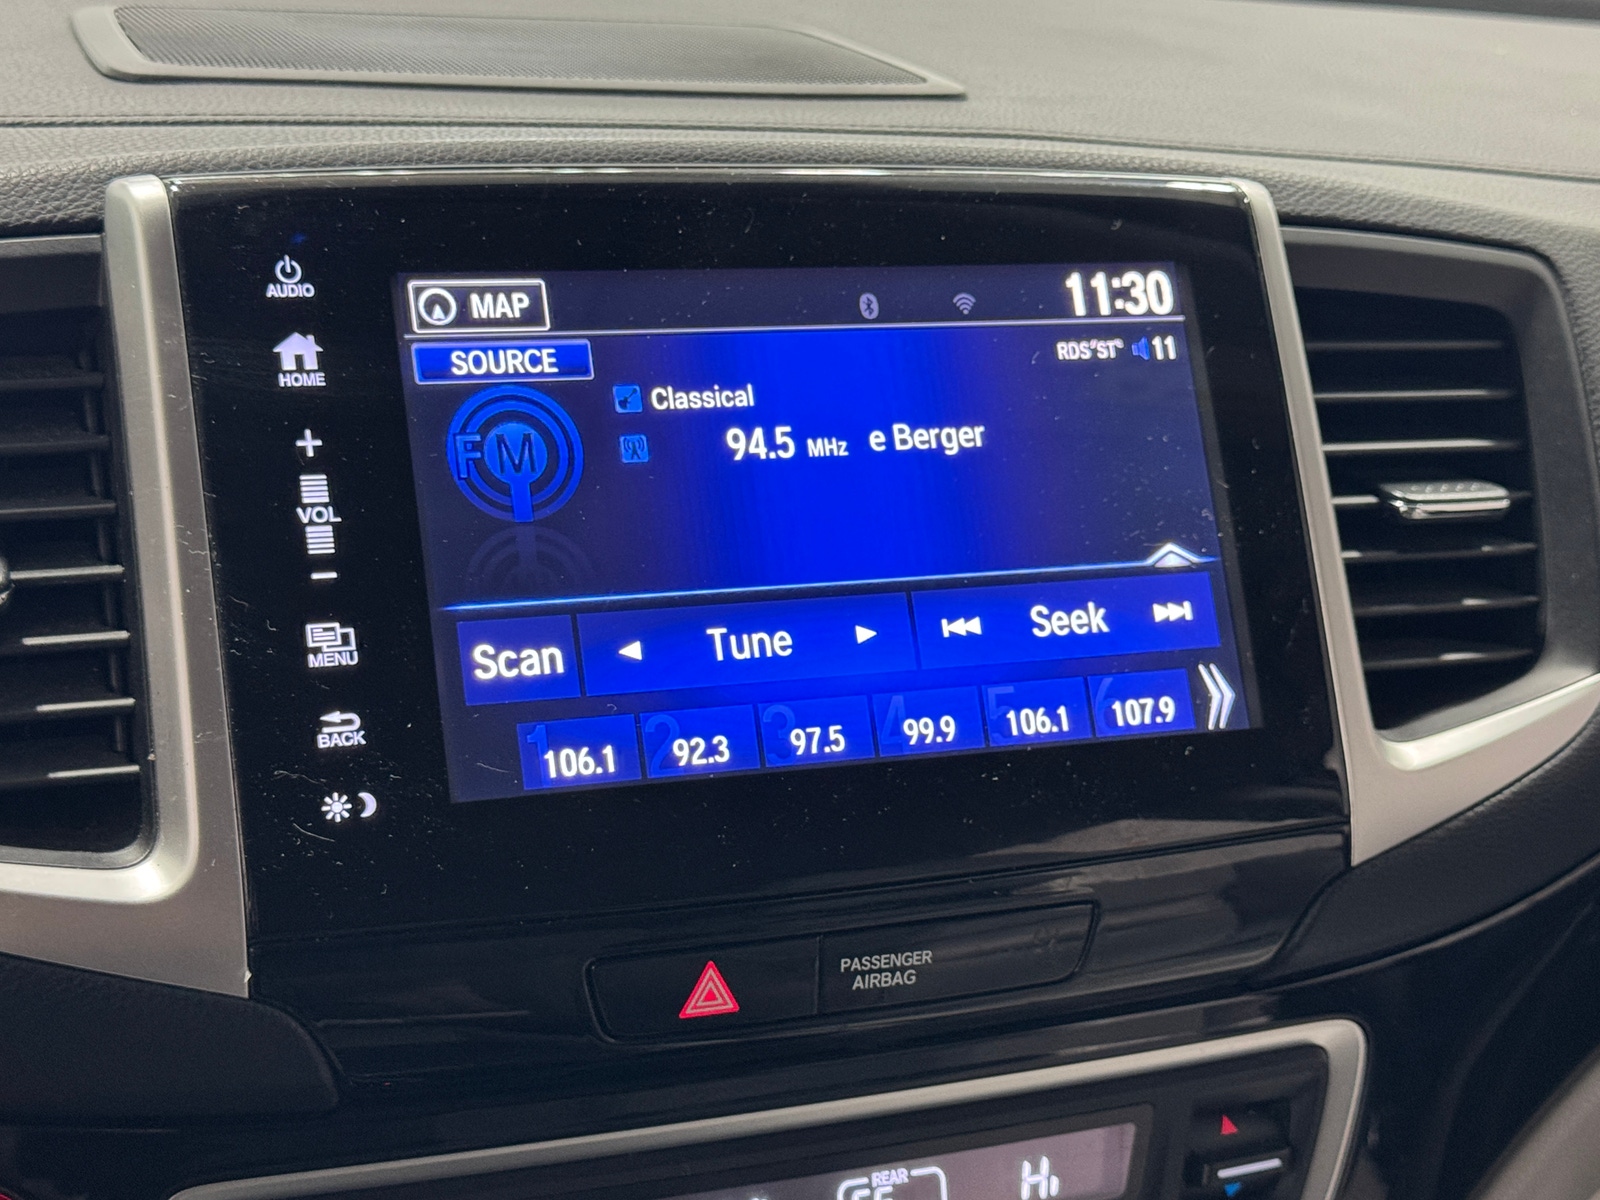 AUDIO
MAP
11:30
HOME
SOURCE
RDS ST 11
FM
Classical
94.5 MHz e Berger
+
VOL
-
Scan
Tune
Seek
MENU
BACK
1 106.1
2 92.3
3 97.5
4 99.9
5 106.1
6 107.9
PASSENGER
AIRBAG
REAR
Hi